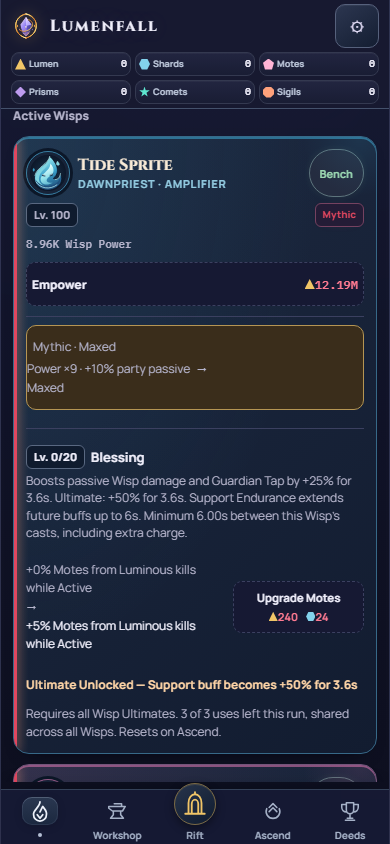 LUMENFALL
Lumen 0
Shards 0
Motes 0
Prisms 0
Comets 0
Sigils 0
Active Wisps
TIDE SPRITE
DAWNPRIEST · AMPLIFIER
Bench
Lv. 100
Mythic
8.96K Wisp Power
Empower
12.19M
Mythic · Maxed
Power ×9 · +10% party passive →
Maxed
Lv. 0/20 Blessing
Boosts passive Wisp damage and Guardian Tap by +25% for
3.6s. Ultimate: +50% for 3.6s. Support Endurance extends
future buffs up to 6s. Minimum 6.00s between this Wisp's
casts, including extra charge.
+0% Motes from Luminous kills
while Active
→
+5% Motes from Luminous kills
while Active
Upgrade Motes
240 24
Ultimate Unlocked — Support buff becomes +50% for 3.6s
Requires all Wisp Ultimates. 3 of 3 uses left this run, shared
across all Wisps. Resets on Ascend.
Workshop
Rift
Ascend
Deeds